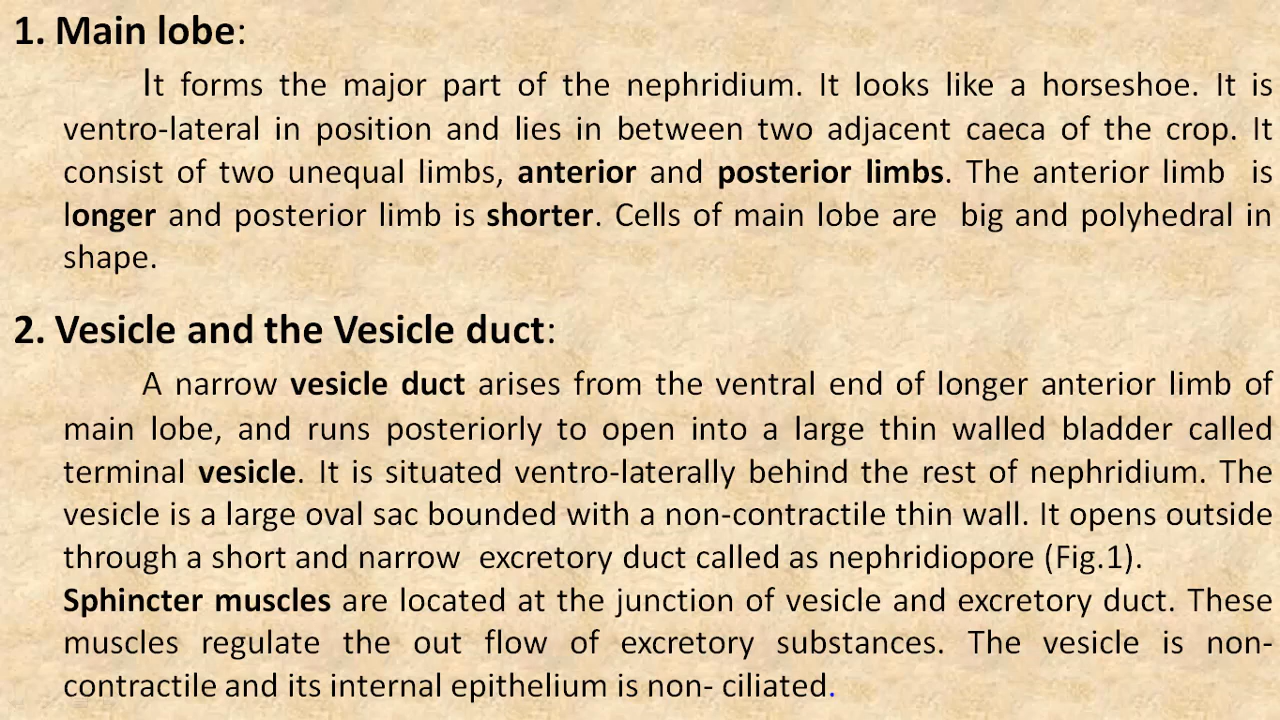 1. Main lobe:
It forms the major part of the nephridium. It looks like a horseshoe. It is
ventro-lateral in position and lies in between two adjacent caeca of the crop. It
consist of two unequal limbs, anterior and posterior limbs. The anterior limb is
longer and posterior limb is shorter. Cells of main lobe are big and polyhedral in
shape.
2. Vesicle and the Vesicle duct:
A narrow vesicle duct arises from the ventral end of longer anterior limb of
main lobe, and runs posteriorly to open into a large thin walled bladder called
terminal vesicle. It is situated ventro-laterally behind the rest of nephridium. The
vesicle is a large oval sac bounded with a non-contractile thin wall. It opens outside
through a short and narrow excretory duct called as nephridiopore (Fig.1).
Sphincter muscles are located at the junction of vesicle and excretory duct. These
muscles regulate the out flow of excretory substances. The vesicle is non-
contractile and its internal epithelium is non- ciliated.